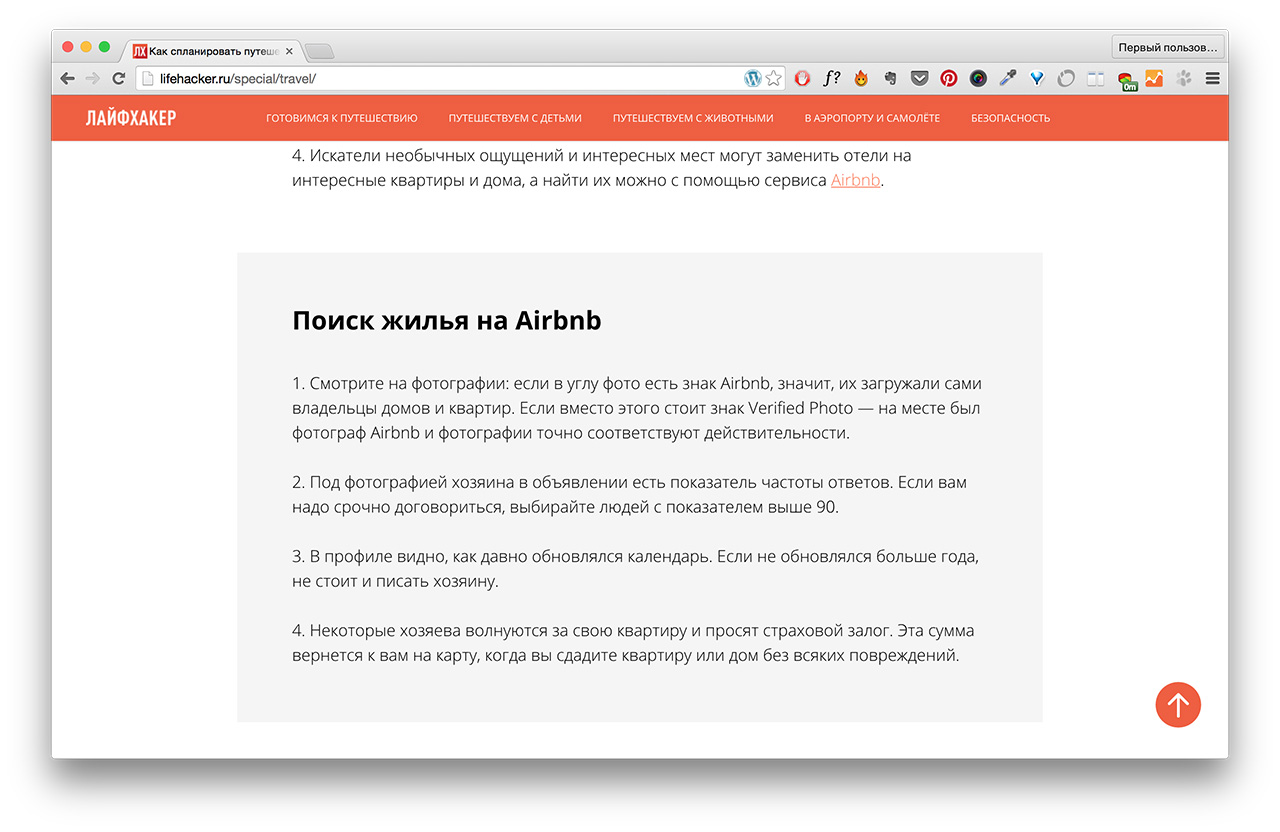 ЛХ Как спланировать путеше
Первый пользов...
lifehacker.ru/special/travel/
f?
0m
ЛАЙФХАКЕР
ГОТОВИМСЯ К ПУТЕШЕСТВИЮ
ПУТЕШЕСТВУЕМ С ДЕТЬМИ
ПУТЕШЕСТВУЕМ С ЖИВОТНЫМИ
В АЭРОПОРТУ И САМОЛЁТЕ
БЕЗОПАСНОСТЬ
4. Искатели необычных ощущений и интересных мест могут заменить отели на
интересные квартиры и дома, а найти их можно с помощью сервиса Airbnb.
Поиск жилья на Airbnb
1. Смотрите на фотографии: если в углу фото есть знак Airbnb, значит, их загружали сами
владельцы домов и квартир. Если вместо этого стоит знак Verified Photo — на месте был
фотограф Airbnb и фотографии точно соответствуют действительности.
2. Под фотографией хозяина в объявлении есть показатель частоты ответов. Если вам
надо срочно договориться, выбирайте людей с показателем выше 90.
3. В профиле видно, как давно обновлялся календарь. Если не обновлялся больше года,
не стоит и писать хозяину.
4. Некоторые хозяева волнуются за свою квартиру и просят страховой залог. Эта сумма
вернется к вам на карту, когда вы сдадите квартиру или дом без всяких повреждений.